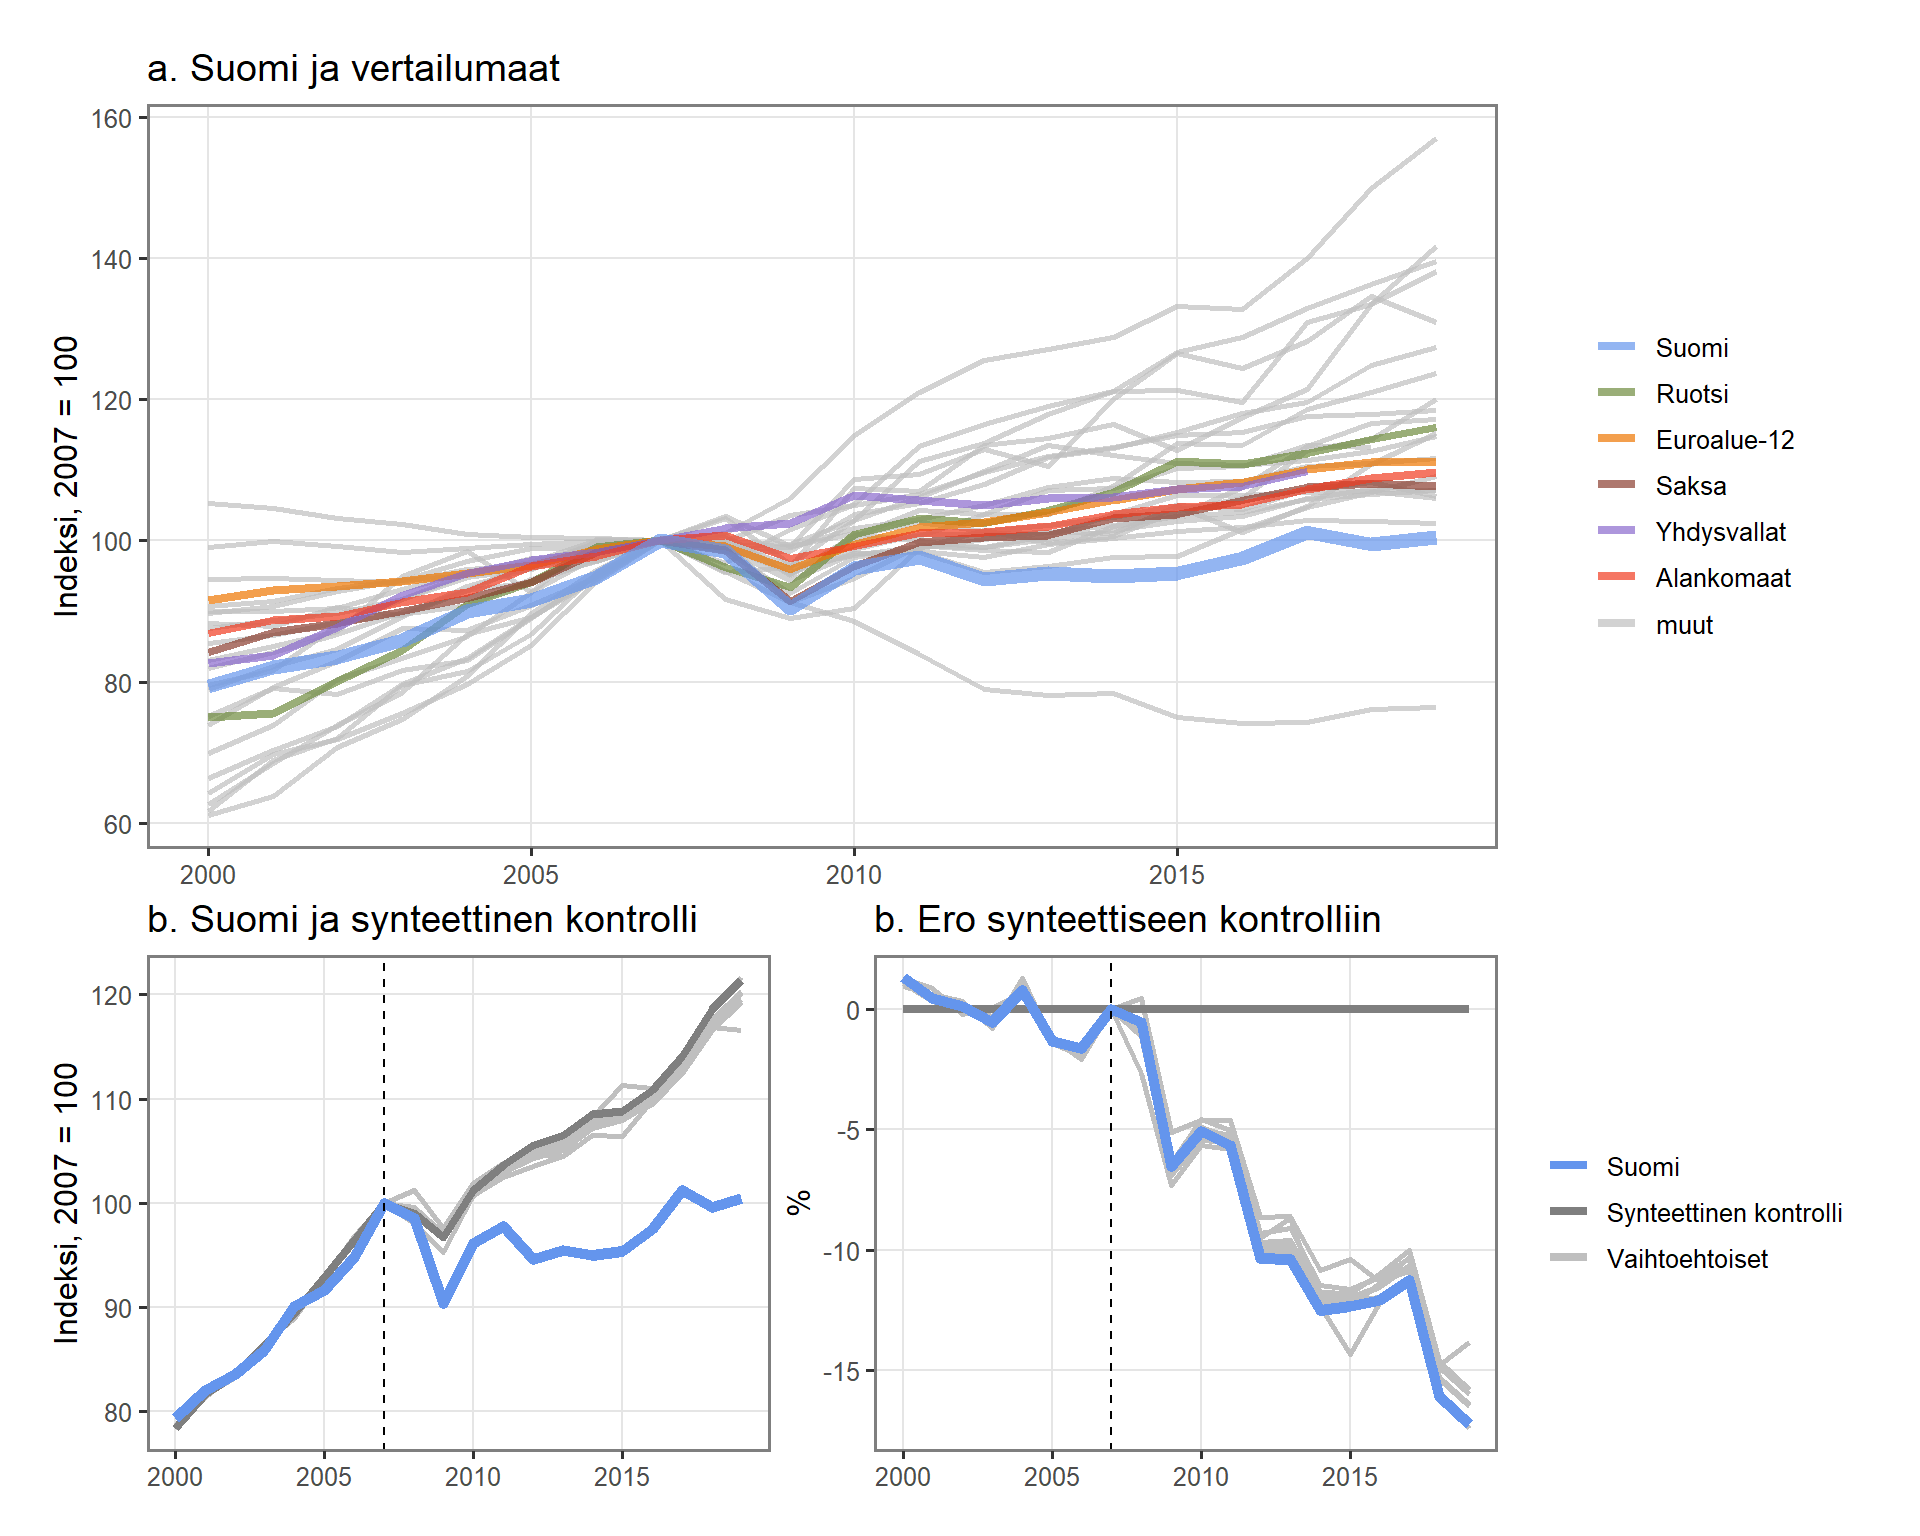 a. Suomi ja vertailumaat
Indeksi, 2007 = 100
160
140
120
100
80
60
2000
2005
2010
2015
Suomi
Ruotsi
Euroalue-12
Saksa
Yhdysvallat
Alankomaat
muut
b. Suomi ja synteettinen kontrolli
Indeksi, 2007 = 100
120
110
100
90
80
2000
2005
2010
2015
b. Ero synteettiseen kontrolliin
%
0
-5
-10
-15
2000
2005
2010
2015
Suomi
Synteettinen kontrolli
Vaihtoehtoiset